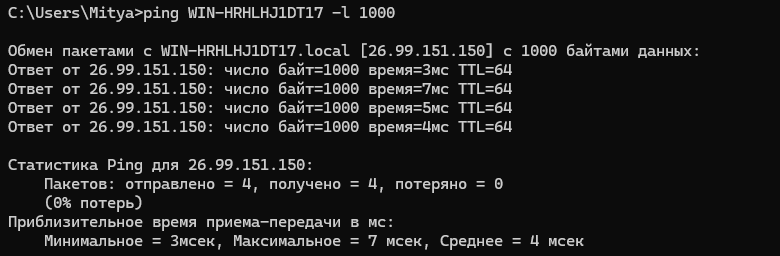 C:\Users\Mitya>ping WIN-HRHLHJ1DT17 -l 1000
Обмен пакетами с WIN-HRHLHJ1DT17.local [26.99.151.150] с 1000 байтами данных:
Ответ от 26.99.151.150: число байт=1000 время=3мс TTL=64
Ответ от 26.99.151.150: число байт=1000 время=7мс TTL=64
Ответ от 26.99.151.150: число байт=1000 время=5мс TTL=64
Ответ от 26.99.151.150: число байт=1000 время=4мс TTL=64
Статистика Ping для 26.99.151.150:
Пакетов: отправлено = 4, получено = 4, потеряно = 0
(0% потерь)
Приблизительное время приема-передачи в мс:
Минимальное = 3мсек, Максимальное = 7 мсек, Среднее = 4 мсек